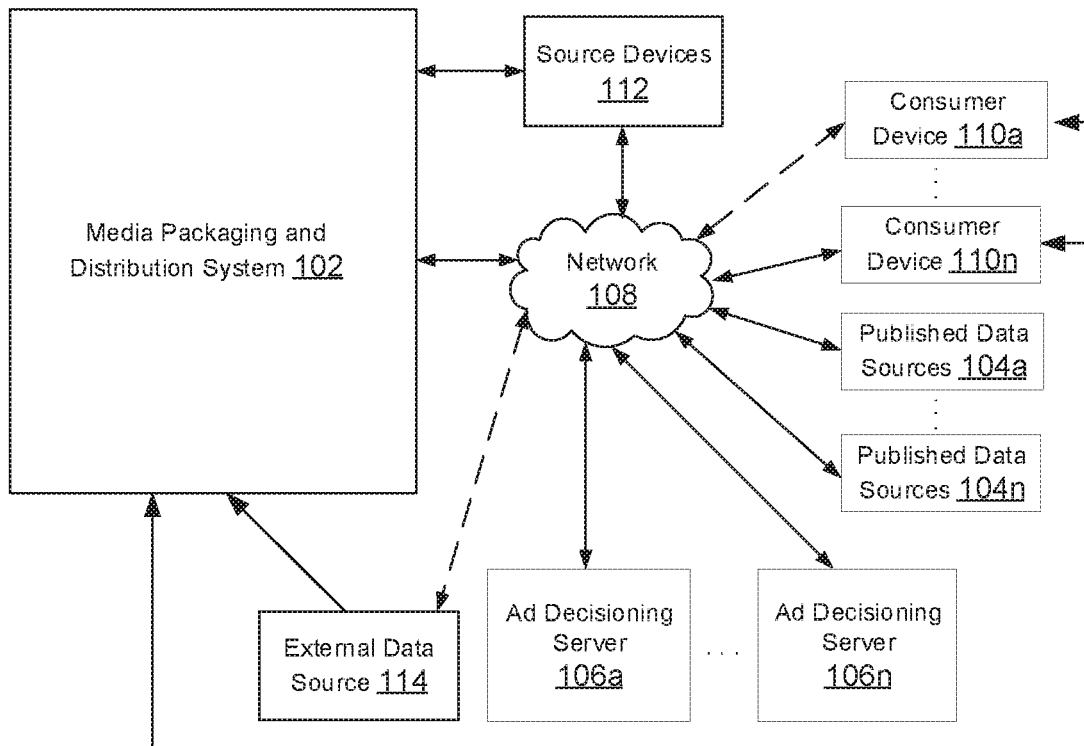 Media Packaging and
Distribution System 102
Source Devices
112
Network
108
Consumer
Device 110a
Consumer
Device 110n
Published Data
Sources 104a
Published Data
Sources 104n
External Data
Source 114
Ad Decisioning
Server
106a
. . .
Ad Decisioning
Server
106n